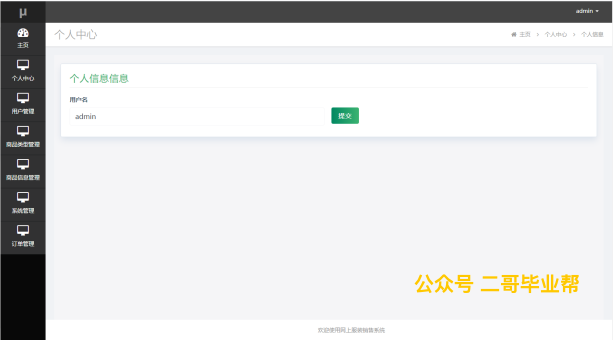 μ
admin
主页
个人中心
用户管理
商品类型管理
商品信息管理
系统管理
订单管理
个人中心
主页 > 个人中心 > 个人信息
个人信息信息
用户名
admin
提交
公众号 二哥毕业帮
欢迎使用网上服装销售系统